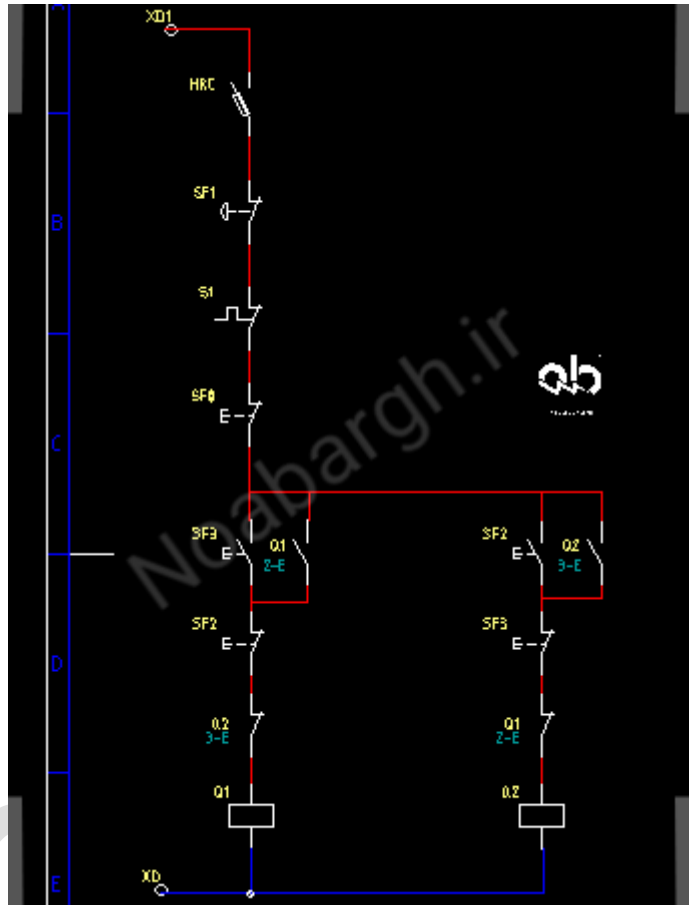 A
XD1
HRC
SF1
B
S1
SF0
C
SF3
Q1
2-E
SF2
Q2
3-E
SF2
SF3
D
Q2
3-E
Q1
2-E
Q1
Q2
XD
E
Noabargh.ir